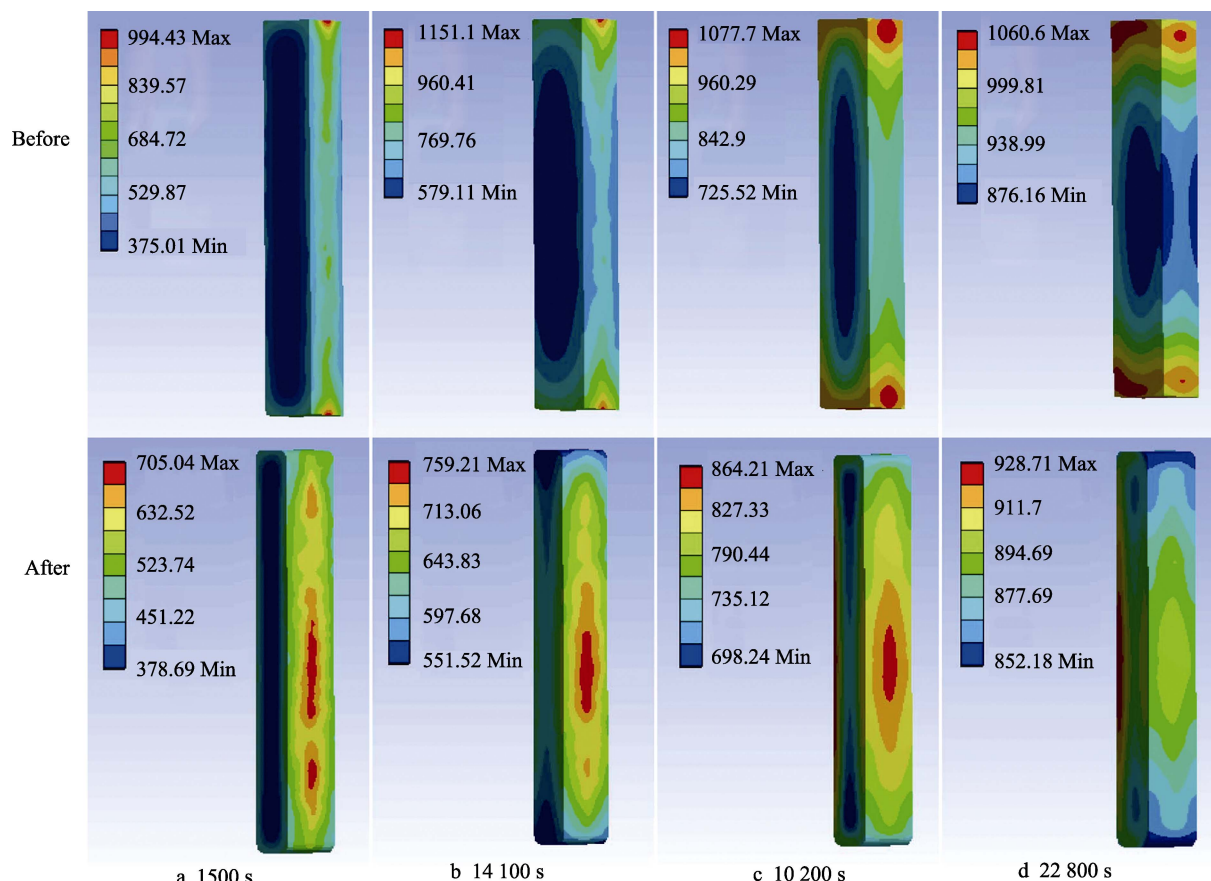 994.43 Max
839.57
684.72
529.87
375.01 Min
1151.1 Max
960.41
769.76
579.11 Min
1077.7 Max
960.29
842.9
725.52 Min
1060.6 Max
999.81
938.99
876.16 Min
Before
705.04 Max
632.52
523.74
451.22
378.69 Min
759.21 Max
713.06
643.83
597.68
551.52 Min
864.21 Max
827.33
790.44
735.12
698.24 Min
928.71 Max
911.7
894.69
877.69
852.18 Min
After
a 1500 s
b 14 100 s
c 10 200 s
d 22 800 s